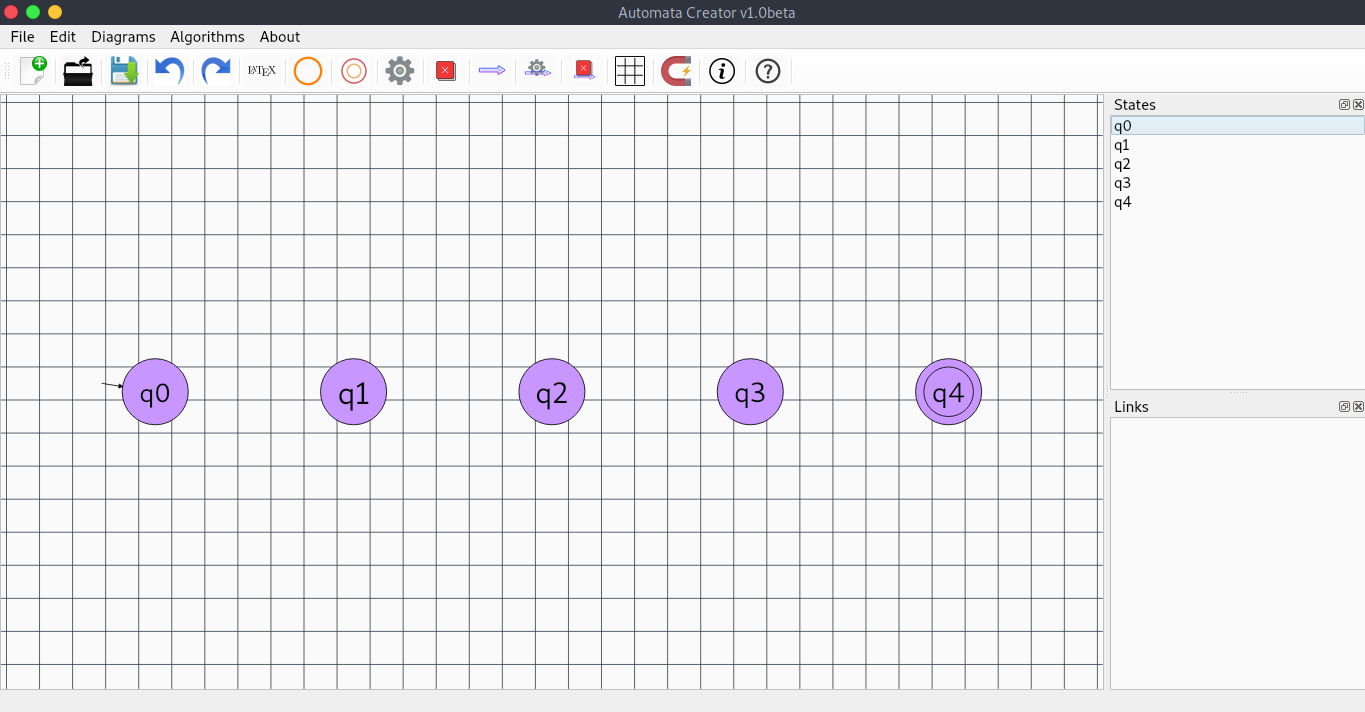 Automata Creator v1.0beta
File Edit Diagrams Algorithms About
LATEX
States
q0
q1
q2
q3
q4
q0 q1 q2 q3 q4
Links